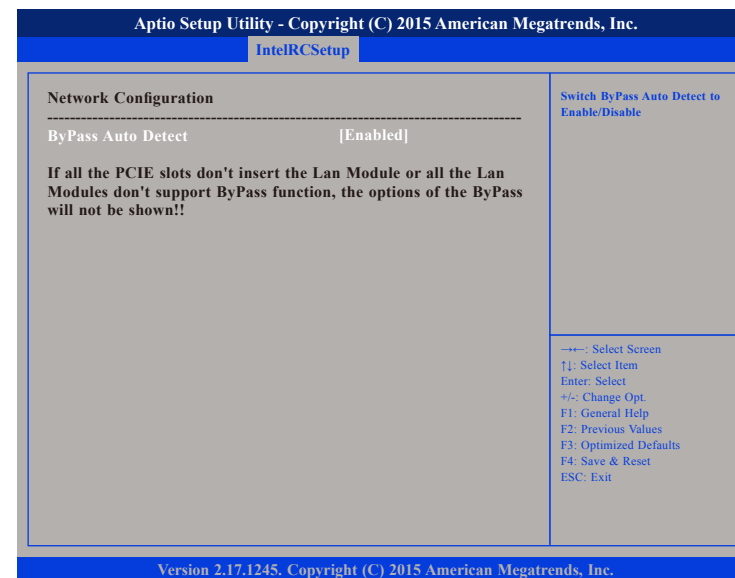 Aptio Setup Utility - Copyright (C) 2015 American Megatrends, Inc.
IntelRCSetup
Network Configuration
--------------------------------------------------------------------------------
ByPass Auto Detect [Enabled]
If all the PCIE slots don't insert the Lan Module or all the Lan
Modules don't support ByPass function, the options of the ByPass
will not be shown!!
Switch ByPass Auto Detect to
Enable/Disable
→←: Select Screen
↑↓: Select Item
Enter: Select
+/-: Change Opt.
F1: General Help
F2: Previous Values
F3: Optimized Defaults
F4: Save & Reset
ESC: Exit
Version 2.17.1245. Copyright (C) 2015 American Megatrends, Inc.